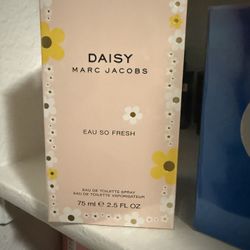 DAISY
MARC JACOBS
EAU SO FRESH
EAU DE TOILETTE SPRAY
EAU DE TOILETTE VAPORISATEUR
75 ml e 2.5 FL OZ